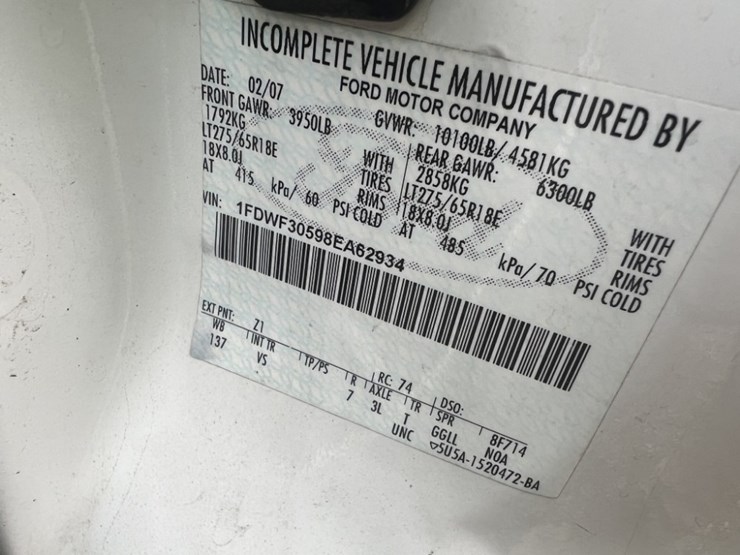 INCOMPLETE VEHICLE MANUFACTURED BY
FORD MOTOR COMPANY
DATE: 02/07 GVWR: 10100LB/4581KG
FRONT GAWR: 3950LB REAR GAWR: 6300LB
1792KG WITH 2858KG WITH
LT275/65R18E TIRES LT275/65R18E TIRES
18X8.0J RIMS 18X8.0J RIMS
AT 415 kPa/ 60 PSI COLD AT 485 kPa/ 70 PSI COLD
VIN: 1FDWF30598EA62934
EXT PNT: Z1 RC: 74 DSO:
WB INT TR TP/PS R AXLE TR SPR 8F714
137 VS 7 3L T GGLL NOA
UNC ▽5U5A-1520472-BA